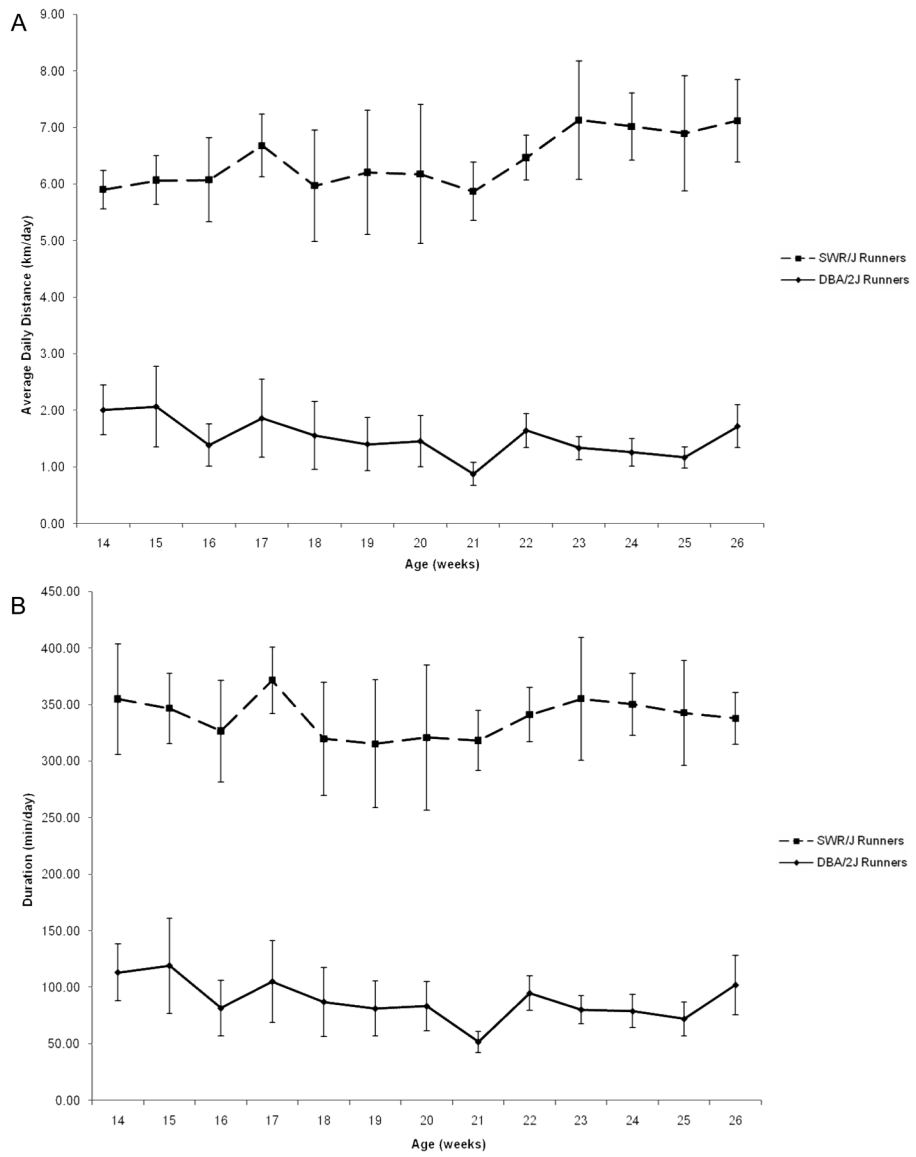 A
9.00
8.00
7.00
6.00
5.00
4.00
3.00
2.00
1.00
0.00
Average Daily Distance (km/day)
14 15 16 17 18 19 20 21 22 23 24 25 26
Age (weeks)
SWR/J Runners
DBA/2J Runners
B
450.00
400.00
350.00
300.00
250.00
200.00
150.00
100.00
50.00
0.00
Duration (min/day)
14 15 16 17 18 19 20 21 22 23 24 25 26
Age (weeks)
SWR/J Runners
DBA/2J Runners